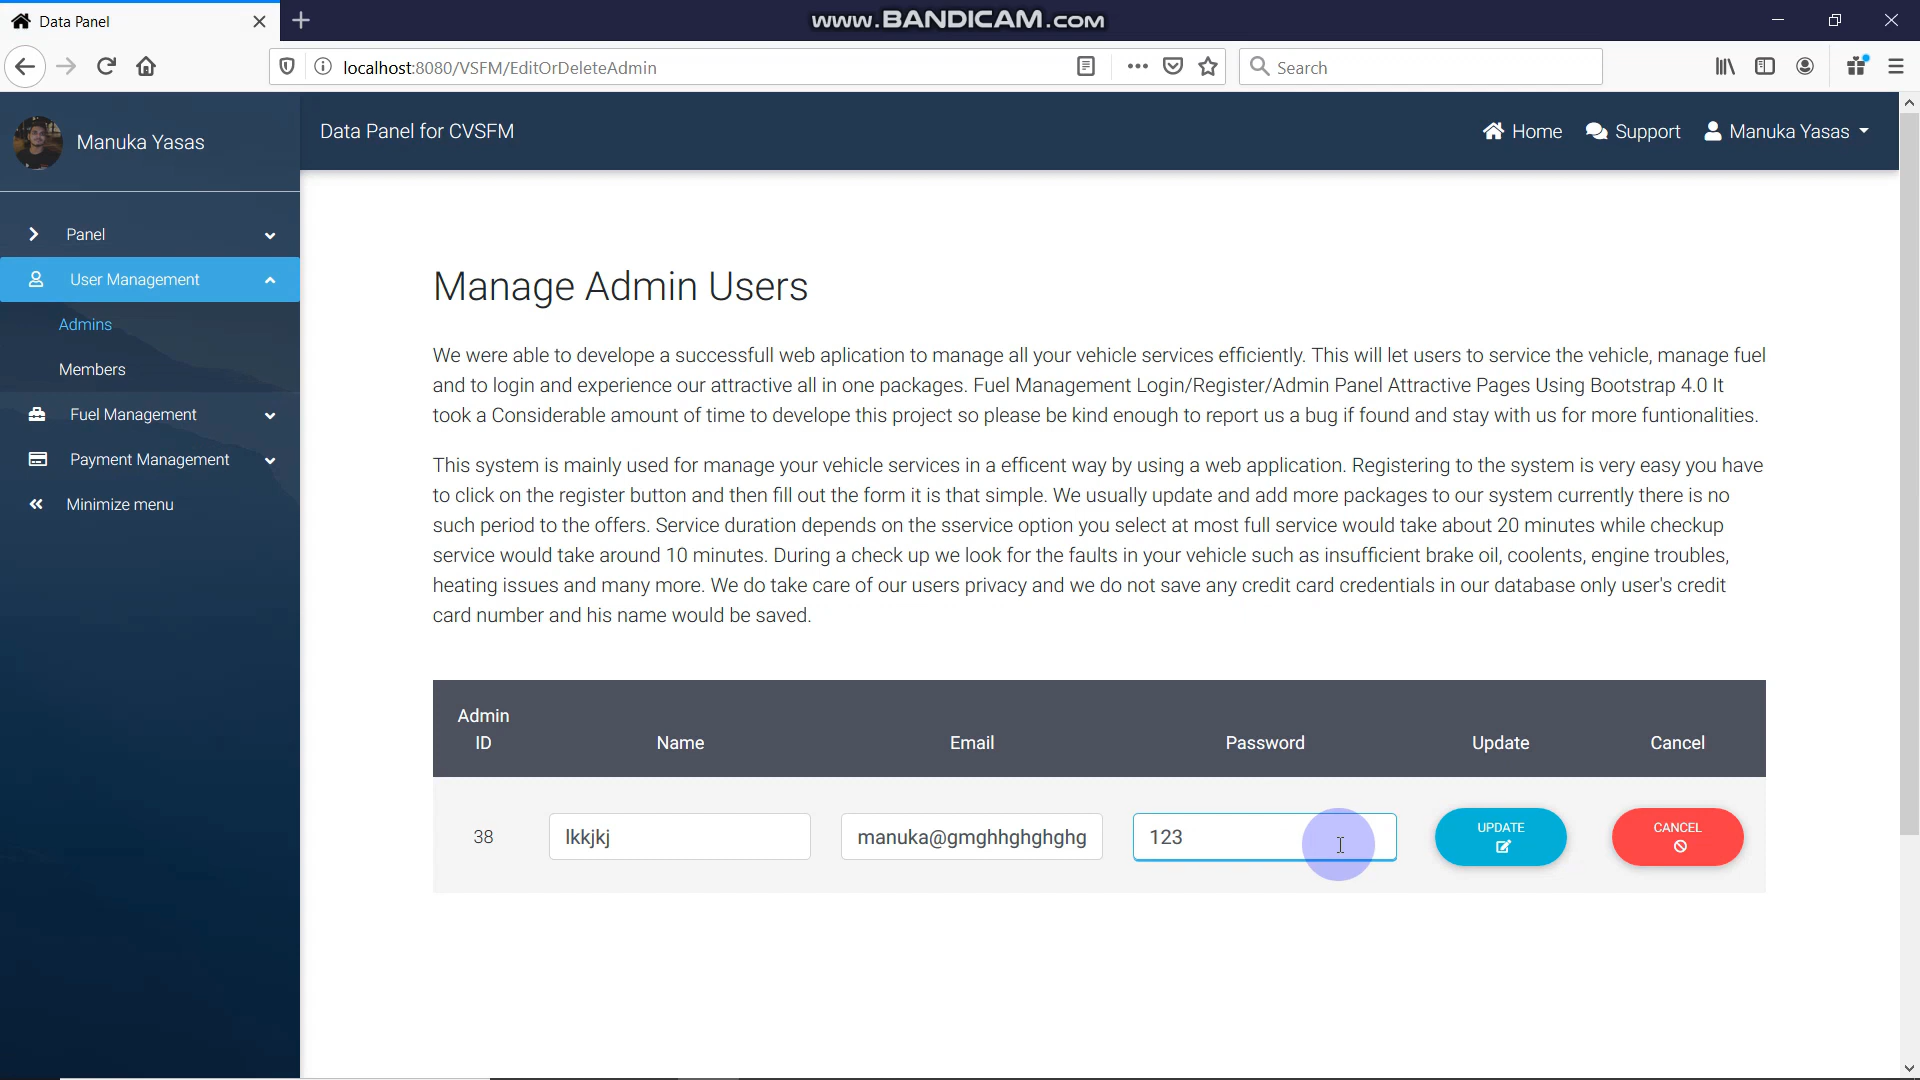 Data Panel
www.BANDICAM.com
localhost:8080/VSFM/EditOrDeleteAdmin
Search
Manuka Yasas
Data Panel for CVSFM
Home
Support
Manuka Yasas
Panel
User Management
Admins
Members
Fuel Management
Payment Management
Minimize menu
Manage Admin Users
We were able to develope a successfull web aplication to manage all your vehicle services efficiently. This will let users to service the vehicle, manage fuel
and to login and experience our attractive all in one packages. Fuel Management Login/Register/Admin Panel Attractive Pages Using Bootstrap 4.0 It
took a Considerable amount of time to develope this project so please be kind enough to report us a bug if found and stay with us for more funtionalities.
This system is mainly used for manage your vehicle services in a efficent way by using a web application. Registering to the system is very easy you have
to click on the register button and then fill out the form it is that simple. We usually update and add more packages to our system currently there is no
such period to the offers. Service duration depends on the sservice option you select at most full service would take about 20 minutes while checkup
service would take around 10 minutes. During a check up we look for the faults in your vehicle such as insufficient brake oil, coolents, engine troubles,
heating issues and many more. We do take care of our users privacy and we do not save any credit card credentials in our database only user's credit
card number and his name would be saved.
Admin
ID
Name
Email
Password
Update
Cancel
38
lkkjkj
manuka@gmghhghghghg
123
UPDATE
CANCEL